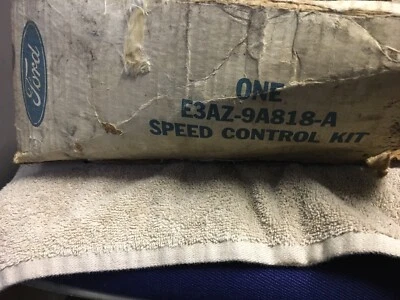 Ford
ONE
E3AZ-9A818-A
SPEED CONTROL KIT